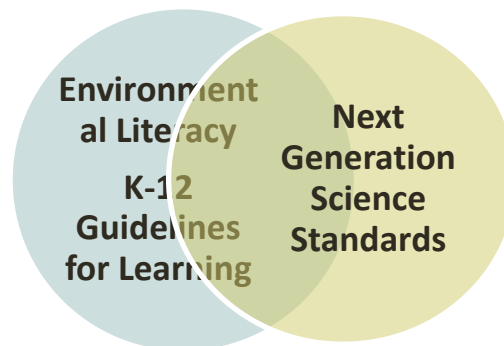 Environment
al Literacy
K-12
Guidelines
for Learning
Next
Generation
Science
Standards